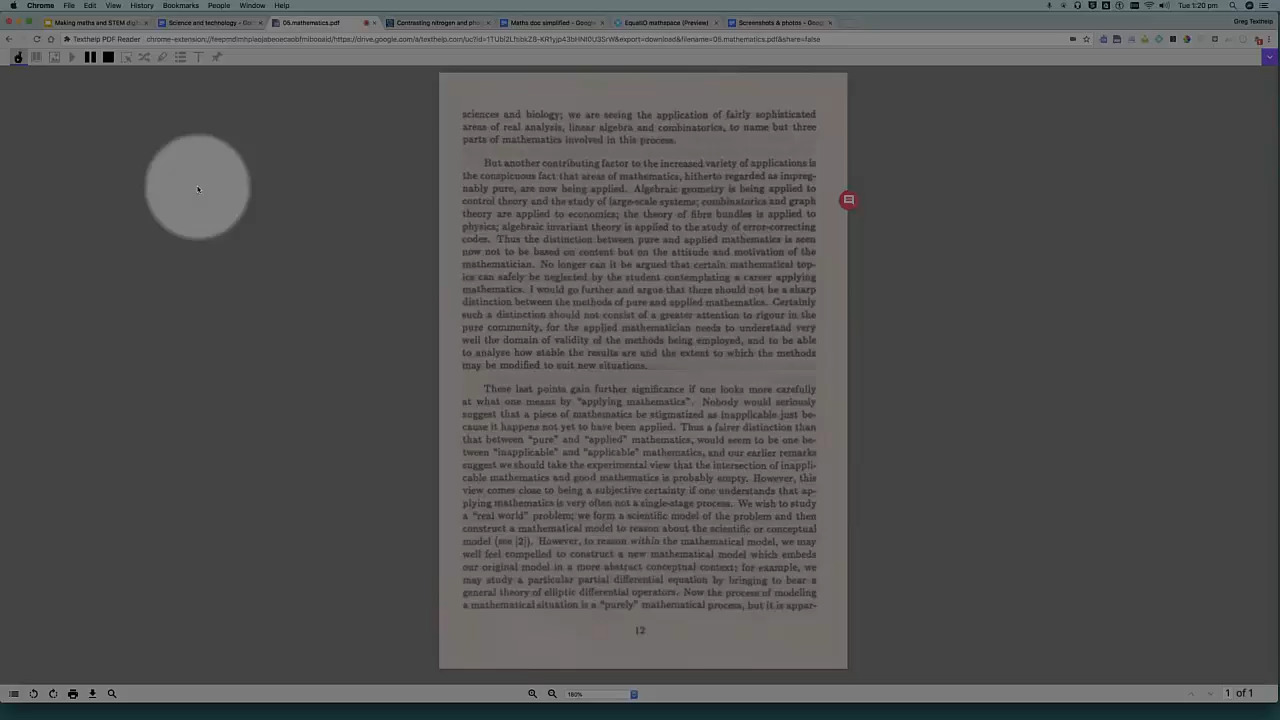 Chrome File Edit View History Bookmarks People Window Help Tue 1:20 pm
Greg Texthelp
Making maths and STEM digita Science and technology - Go 06.mathematics.pdf Contrasting nitrogen and pho Maths doc simplified - Google EquatIO mathspace (Preview) Screenshots & photos - Goog
Texthelp PDF Reader
180%
1 of 1
sciences and biology; we are seeing the application of fairly sophisticated
areas of real analysis, linear algebra and combinatorics, to name but three
parts of mathematics involved in this process.
But another contributing factor to the increased variety of applications is
the conspicuous fact that areas of mathematics, hitherto regarded as impreg-
nably pure, are now being applied. Algebraic geometry is being applied to
control theory and the study of large-scale systems; combinatorics and graph
theory are applied to economics; the theory of fibre bundles is applied to
physics; algebraic invariant theory is applied to the study of error-correcting
codes. Thus the distinction between pure and applied mathematics is seen
now not to be based on content but on the attitude and motivation of the
mathematician. No longer can it be argued that certain mathematical top-
ics can safely be neglected by the student contemplating a career applying
mathematics. I would go further and argue that there should not be a sharp
distinction between the methods of pure and applied mathematics. Certainly
such a distinction should not consist of a greater attention to rigour in the
pure community, for the applied mathematician needs to understand very
well the domain of validity of the methods being employed, and to be able
to analyse how stable the results are and the extent to which the methods
may be modified to suit new situations.
These last points gain further significance if one looks more carefully
at what one means by "applying mathematics". Nobody would seriously
suggest that a piece of mathematics be stigmatized as inapplicable just be-
cause it happens not yet to have been applied. Thus a fairer distinction than
that between "pure" and "applied" mathematics, would seem to be one be-
tween "inapplicable" and "applicable" mathematics, and our earlier remarks
suggest we should take the experimental view that the intersection of inappli-
cable mathematics and good mathematics is probably empty. However, this
view comes close to being a subjective certainty if one understands that ap-
plying mathematics is very often not a single-stage process. We wish to study
a "real world" problem; we form a scientific model of the problem and then
construct a mathematical model to reason about the scientific or conceptual
model (see [2]). However, to reason within the mathematical model, we may
well feel compelled to construct a new mathematical model which embeds
our original model in a more abstract conceptual context; for example, we
may study a particular partial differential equation by bringing to bear a
general theory of elliptic differential operators. Now the process of modeling
a mathematical situation is a "purely" mathematical process, but it is appar-
12